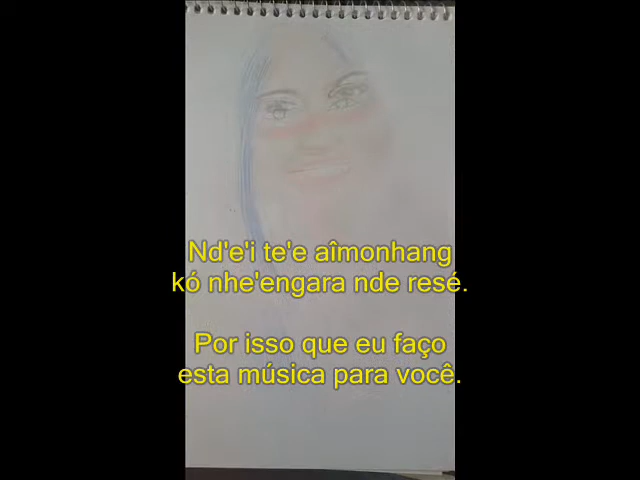 Nd'e'i te'e aîmonhang
kó nhe'engara nde resé.
Por isso que eu faço
esta música para você.